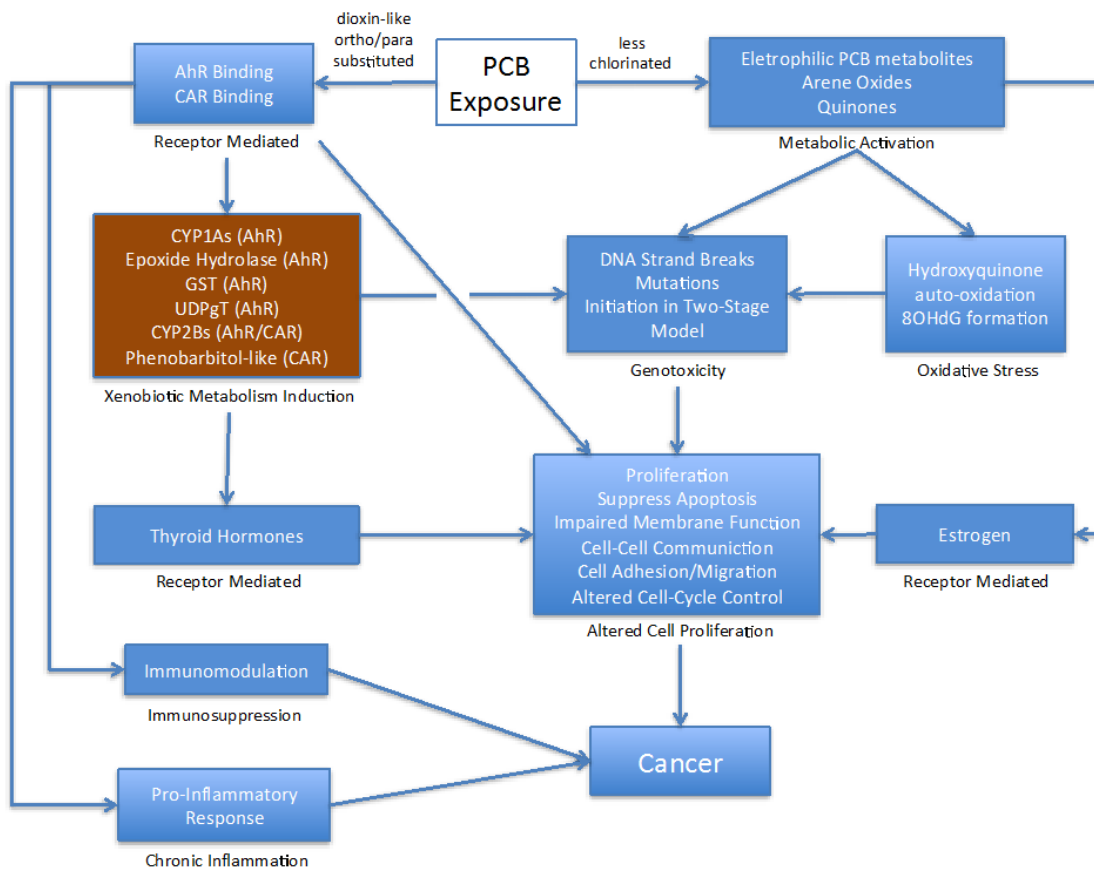 dioxin-like
ortho/para
substituted
PCB
Exposure
less
chlorinated
AhR Binding
CAR Binding
Receptor Mediated
Eletrophilic PCB metabolites
Arene Oxides
Quinones
Metabolic Activation
CYP1As (AhR)
Epoxide Hydrolase (AhR)
GST (AhR)
UDPgT (AhR)
CYP2Bs (AhR/CAR)
Phenobarbitol-like (CAR)
Xenobiotic Metabolism Induction
DNA Strand Breaks
Mutations
Initiation in Two-Stage
Model
Genotoxicity
Hydroxyquinone
auto-oxidation
8OHdG formation
Oxidative Stress
Thyroid Hormones
Receptor Mediated
Proliferation
Suppress Apoptosis
Impaired Membrane Function
Cell-Cell Communiction
Cell Adhesion/Migration
Altered Cell-Cycle Control
Altered Cell Proliferation
Estrogen
Receptor Mediated
Immunomodulation
Immunosuppression
Cancer
Pro-Inflammatory
Response
Chronic Inflammation